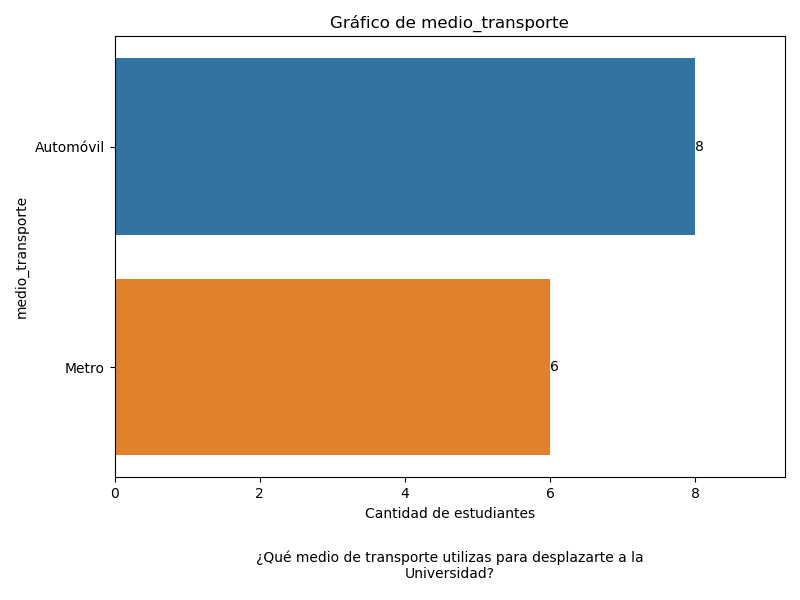 Gráfico de medio_transporte
Automóvil
8
medio_transporte
Metro
6
0 2 4 6 8
Cantidad de estudiantes
¿Qué medio de transporte utilizas para desplazarte a la
Universidad?